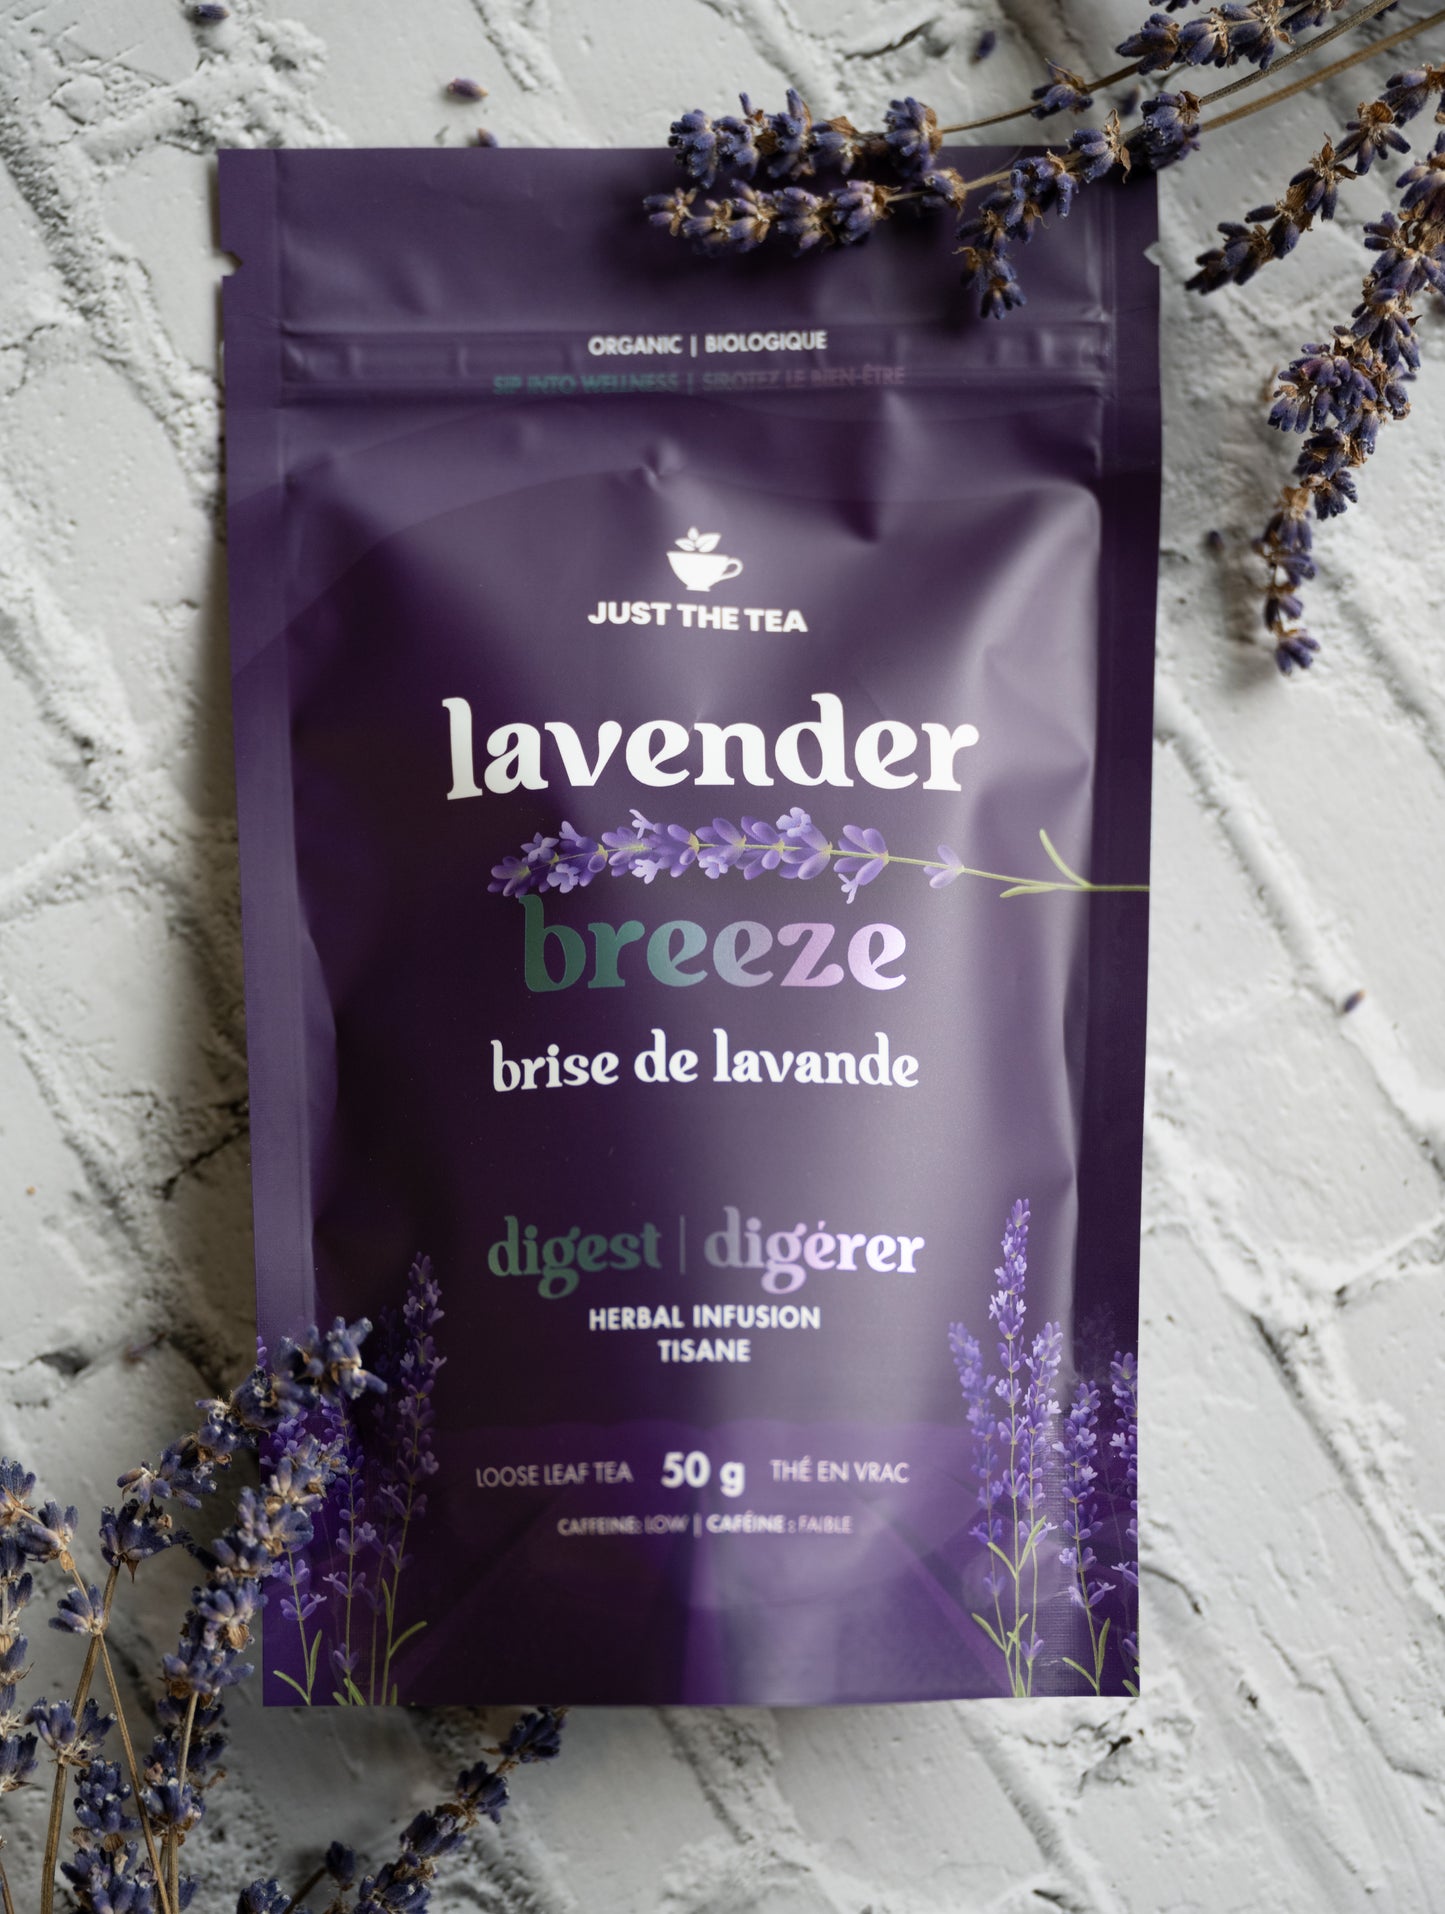 ORGANIC | BIOLOGIQUE
SIP INTO WELLNESS | SIROTEZ LE BIEN-ÊTRE
JUST THE TEA
lavender
breeze
brise de lavande
digest | digérer
HERBAL INFUSION
TISANE
LOOSE LEAF TEA 50 g THÉ EN VRAC
CAFFEINE: LOW | CAFÉINE : FAIBLE